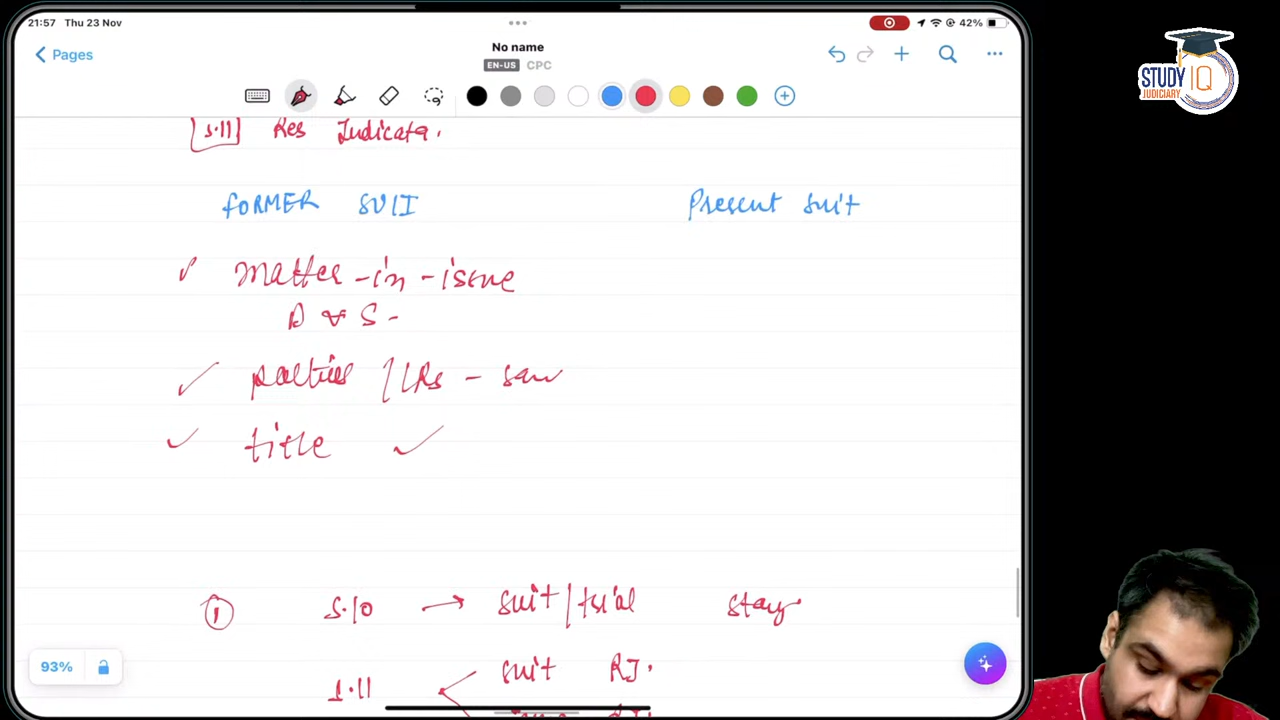 21:57 Thu 23 Nov
42%
Pages
No name
EN-US CPC
STUDY IQ
JUDICIARY
S.11 Res Judicata.
FORMER SUIT Present suit
matter-in-issue
D & S -
parties / LRs - sam
title
1 S.10 → suit/trial stay
93%
S.11 suit RJ.